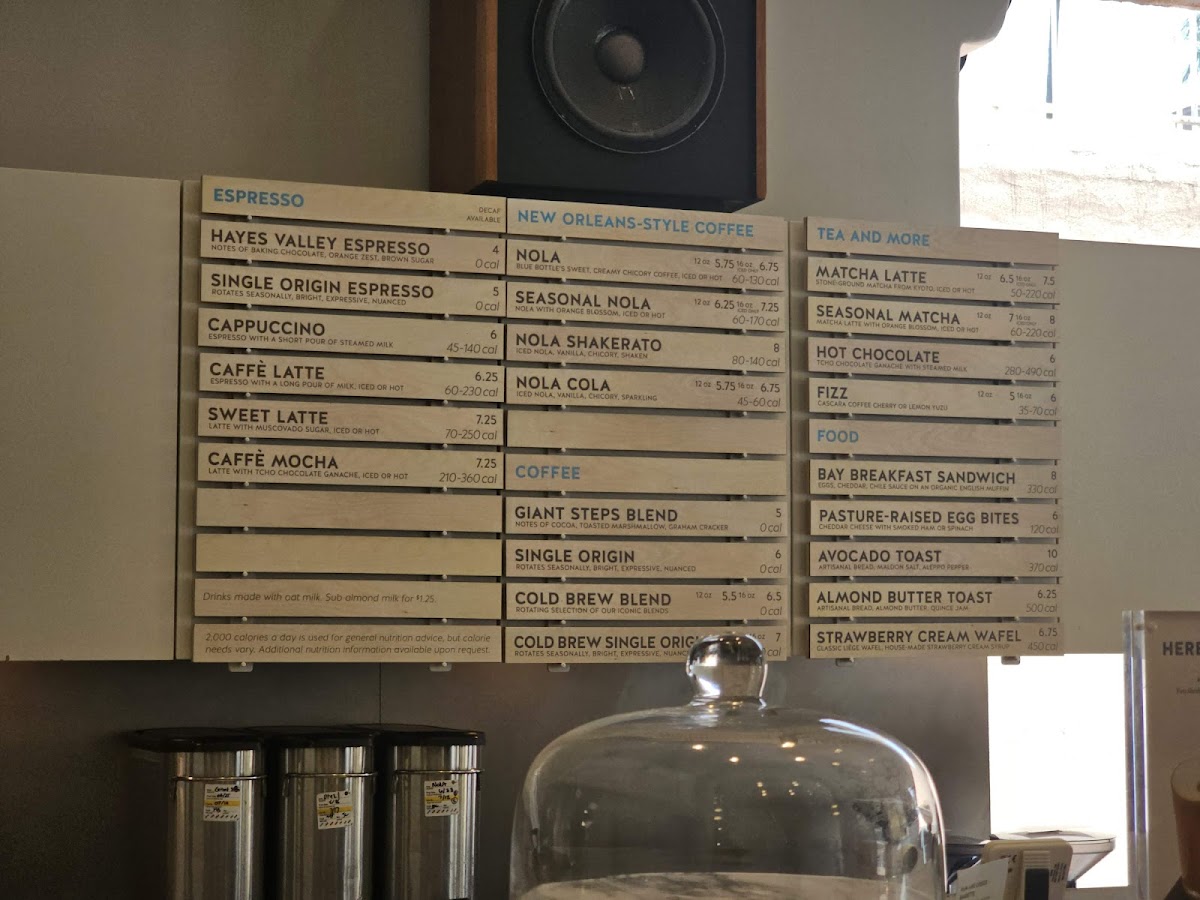 ESPRESSO
DECAF
AVAILABLE
HAYES VALLEY ESPRESSO 4
NOTES OF BAKING CHOCOLATE, ORANGE ZEST, BROWN SUGAR 0 cal
SINGLE ORIGIN ESPRESSO 5
ROTATES SEASONALLY, BRIGHT, EXPRESSIVE, NUANCED 0 cal
CAPPUCCINO 6
ESPRESSO WITH A SHORT POUR OF STEAMED MILK 45-140 cal
CAFFÈ LATTE 6.25
ESPRESSO WITH A LONG POUR OF MILK, ICED OR HOT 60-230 cal
SWEET LATTE 7.25
LATTE WITH MUSCOVADO SUGAR, ICED OR HOT 70-250 cal
CAFFÈ MOCHA 7.25
LATTE WITH TCHO CHOCOLATE GANACHE, ICED OR HOT 210-360 cal
Drinks made with oat milk. Sub almond milk for $1.25.
2,000 calories a day is used for general nutrition advice, but calorie
needs vary. Additional nutrition information available upon request.
NEW ORLEANS-STYLE COFFEE
NOLA 12 oz 5.75 16 oz 6.75
ICED ONLY
BLUE BOTTLE'S SWEET, CREAMY CHICORY COFFEE, ICED OR HOT 60-130 cal
SEASONAL NOLA 12 oz 6.25 16 oz 7.25
ICED ONLY
NOLA WITH ORANGE BLOSSOM, ICED OR HOT 60-170 cal
NOLA SHAKERATO 8
ICED NOLA, VANILLA, CHICORY, SHAKEN 80-140 cal
NOLA COLA 12 oz 5.75 16 oz 6.75
ICED NOLA, VANILLA, CHICORY, SPARKLING 45-60 cal
COFFEE
GIANT STEPS BLEND 5
NOTES OF COCOA, TOASTED MARSHMALLOW, GRAHAM CRACKER 0 cal
SINGLE ORIGIN 6
ROTATES SEASONALLY, BRIGHT, EXPRESSIVE, NUANCED 0 cal
COLD BREW BLEND 12 oz 5.5 16 oz 6.5
ROTATING SELECTION OF OUR ICONIC BLENDS 0 cal
COLD BREW SINGLE ORIGI 16 oz 7
ROTATES SEASONALLY, BRIGHT, EXPRESSIVE, NUANC 0 cal
TEA AND MORE
MATCHA LATTE 12 oz 6.5 16 oz 7.5
ICED ONLY
STONE-GROUND MATCHA FROM KYOTO, ICED OR HOT 50-220 cal
SEASONAL MATCHA 12 oz 7 16 oz 8
ICED ONLY
MATCHA LATTE WITH ORANGE BLOSSOM, ICED OR HOT 60-220 cal
HOT CHOCOLATE 6
TCHO CHOCOLATE GANACHE WITH STEAMED MILK 280-490 cal
FIZZ 12 oz 5 16 oz 6
CASCARA COFFEE CHERRY OR LEMON YUZU 35-70 cal
FOOD
BAY BREAKFAST SANDWICH 8
EGGS, CHEDDAR, CHILE SAUCE ON AN ORGANIC ENGLISH MUFFIN 330 cal
PASTURE-RAISED EGG BITES 6
CHEDDAR CHEESE WITH SMOKED HAM OR SPINACH 120 cal
AVOCADO TOAST 10
ARTISANAL BREAD, MALDON SALT, ALEPPO PEPPER 370 cal
ALMOND BUTTER TOAST 6.25
ARTISANAL BREAD, ALMOND BUTTER, QUINCE JAM 500 cal
STRAWBERRY CREAM WAFEL 6.75
CLASSIC LIÈGE WAFEL, HOUSE-MADE STRAWBERRY CREAM SYRUP 450 cal
HERE